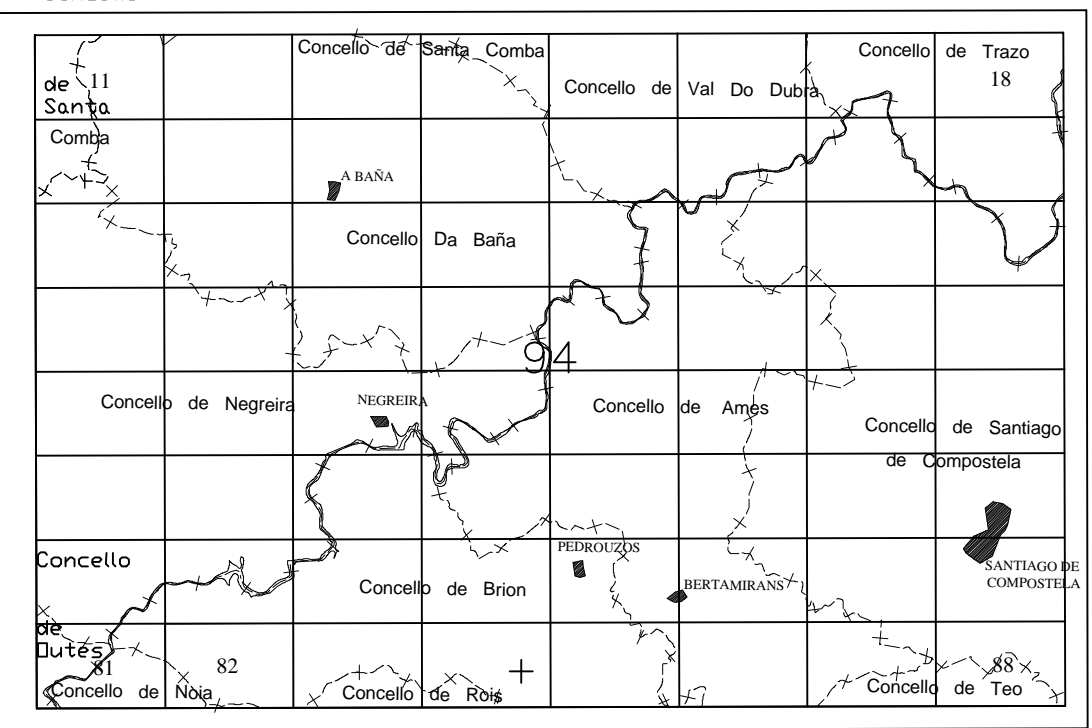 Concello de Santa Comba
Concello de Trazo
de 11
Santa
18
Concello de Val Do Dubra
Comba
A BAÑA
Concello Da Baña
94
NEGREIRA
Concello de Negreira
Concello de Ames
Concello de Santiago
de Compostela
PEDROUZOS
Concello
SANTIAGO DE
COMPOSTELA
BERTAMIRANS
Concello de Brion
de
Outes
81
82
88
Concello de Noia
Concello de Rois
Concello de Teo